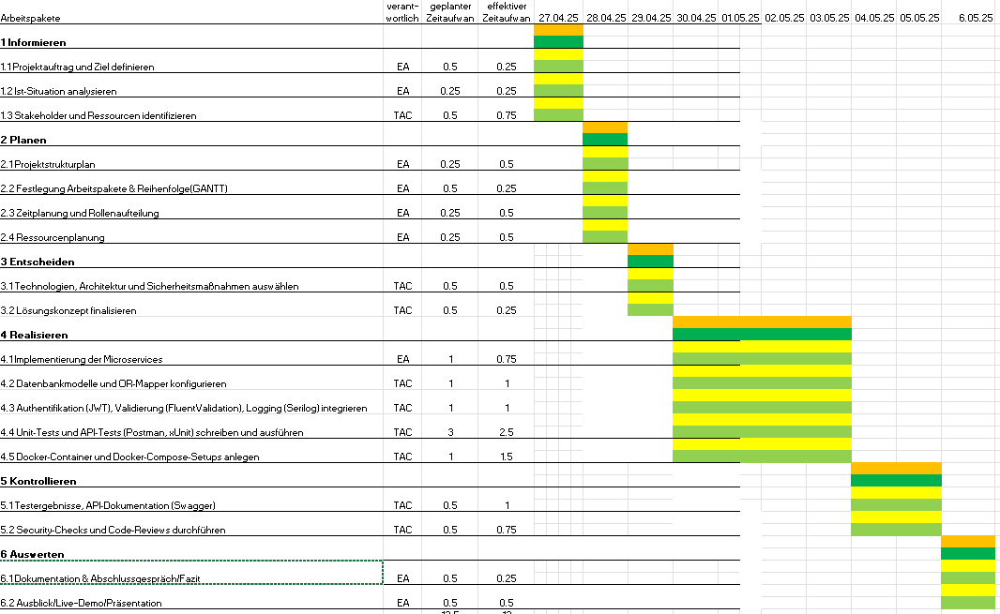 Arbeitspakete verant-wortlich geplanter Zeitaufwan effektiver Zeitaufwan 27.04.25 28.04.25 29.04.25 30.04.25 01.05.25 02.05.25 03.05.25 04.05.25 05.05.25 6.05.25
1 Informieren
1.1 Projektauftrag und Ziel definieren EA 0.5 0.25
1.2 Ist-Situation analysieren EA 0.25 0.25
1.3 Stakeholder und Ressourcen identifizieren TAC 0.5 0.75
2 Planen
2.1 Projektstrukturplan EA 0.25 0.5
2.2 Festlegung Arbeitspakete & Reihenfolge(GANTT) EA 0.5 0.25
2.3 Zeitplanung und Rollenaufteilung EA 0.25 0.5
2.4 Ressourcenplanung EA 0.25 0.5
3 Entscheiden
3.1 Technologien, Architektur und Sicherheitsmaßnahmen auswählen TAC 0.5 0.5
3.2 Lösungskonzept finalisieren TAC 0.5 0.25
4 Realisieren
4.1 Implementierung der Microservices EA 1 0.75
4.2 Datenbankmodelle und OR-Mapper konfigurieren TAC 1 1
4.3 Authentifikation (JWT), Validierung (FluentValidation), Logging (Serilog) integrieren TAC 1 1
4.4 Unit-Tests und API-Tests (Postman, xUnit) schreiben und ausführen TAC 3 2.5
4.5 Docker-Container und Docker-Compose-Setups anlegen TAC 1 1.5
5 Kontrollieren
5.1 Testergebnisse, API-Dokumentation (Swagger) TAC 0.5 1
5.2 Security-Checks und Code-Reviews durchführen TAC 0.5 0.75
6 Auswerten
6.1 Dokumentation & Abschlussgespräch/Fazit EA 0.5 0.25
6.2 Ausblick/Live-Demo/Präsentation EA 0.5 0.5